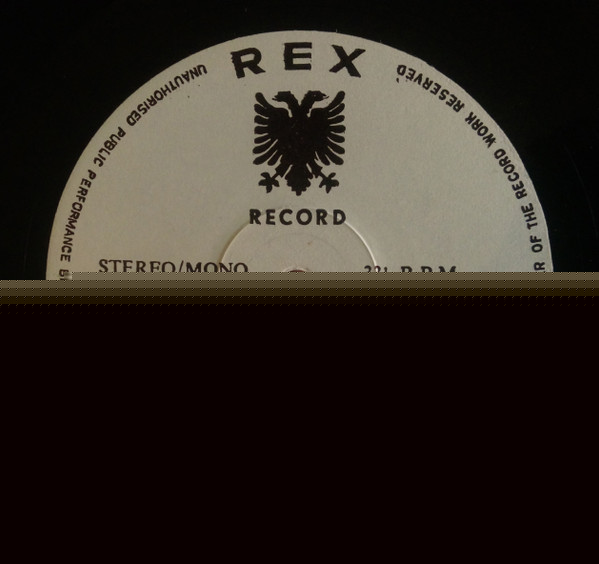 REX
RECORD
STEREO/MONO
R.P.M.
UNAUTHORISED PUBLIC PERFORMANCE
OF THE RECORD WORK RESERVED